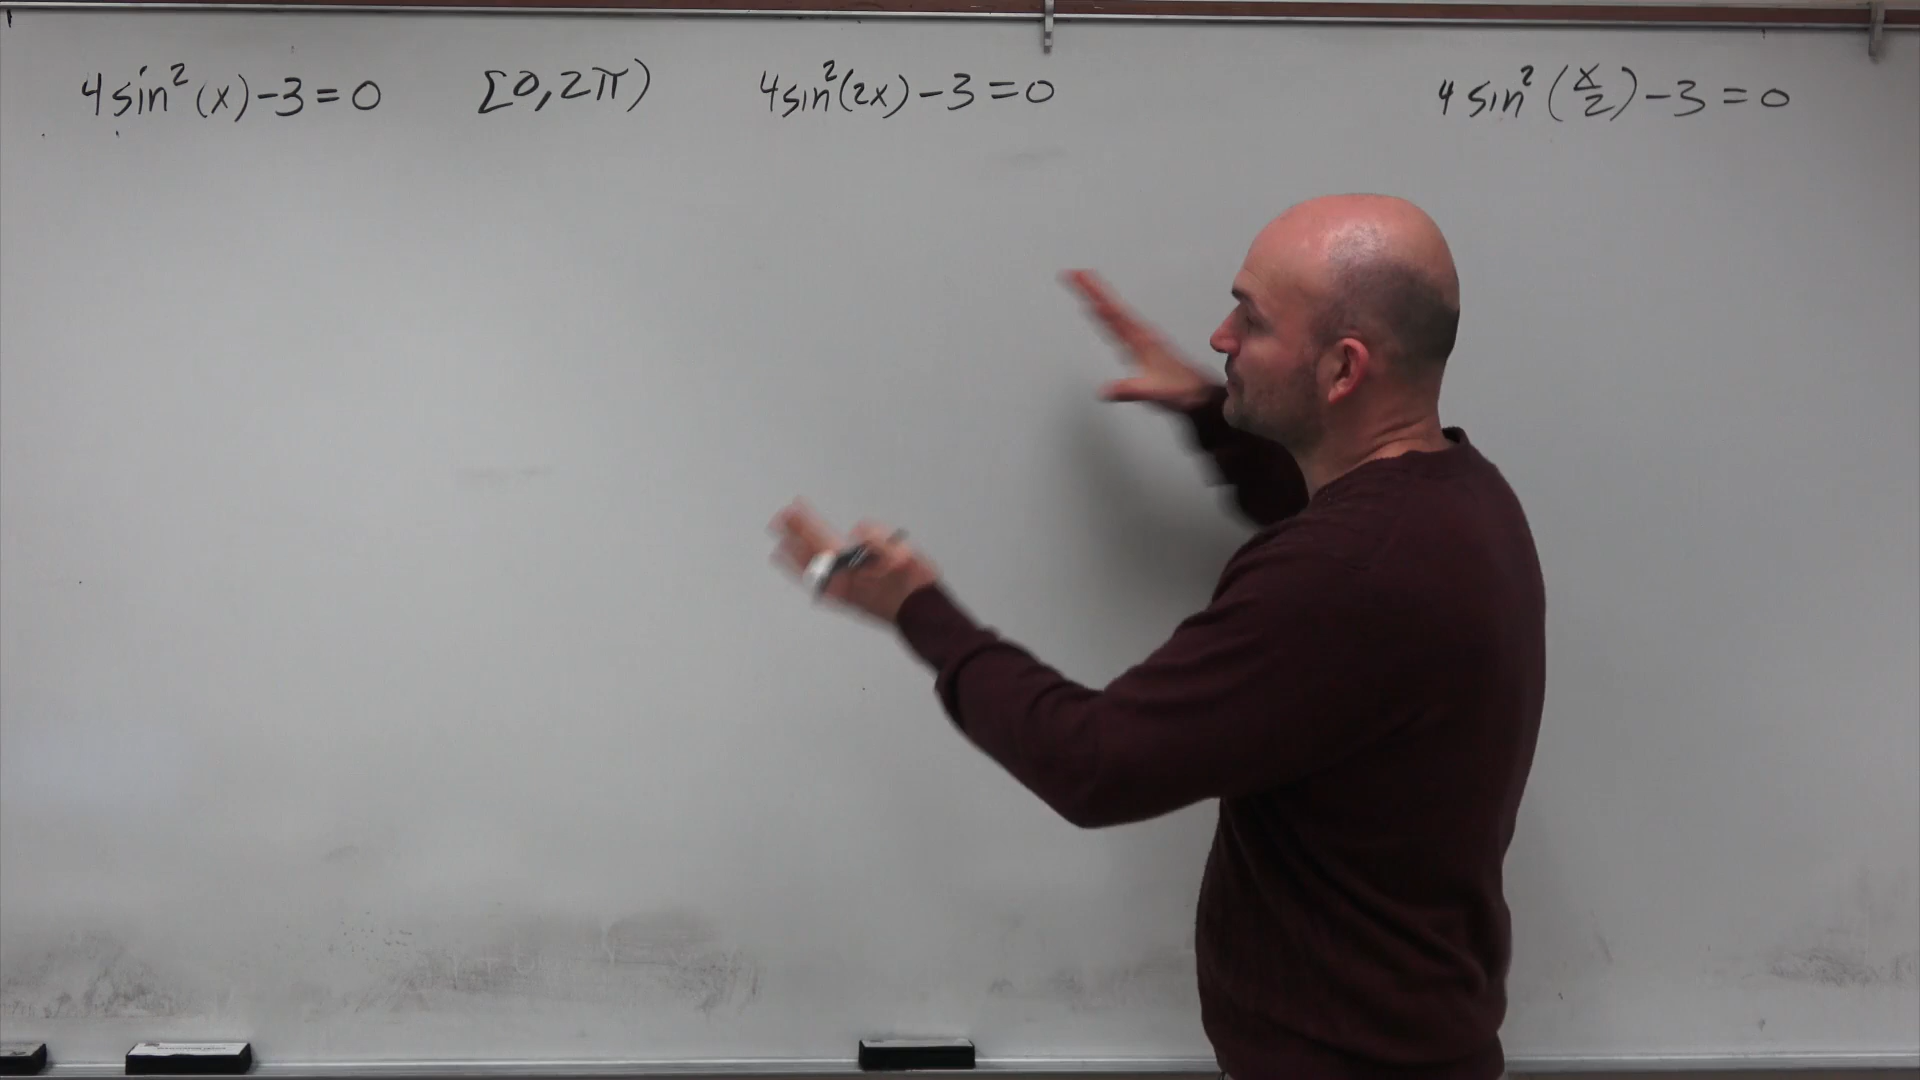 4sin²(x)-3=0
[0,2π)
4sin²(2x)-3=0
4sin²(x/2)-3=0